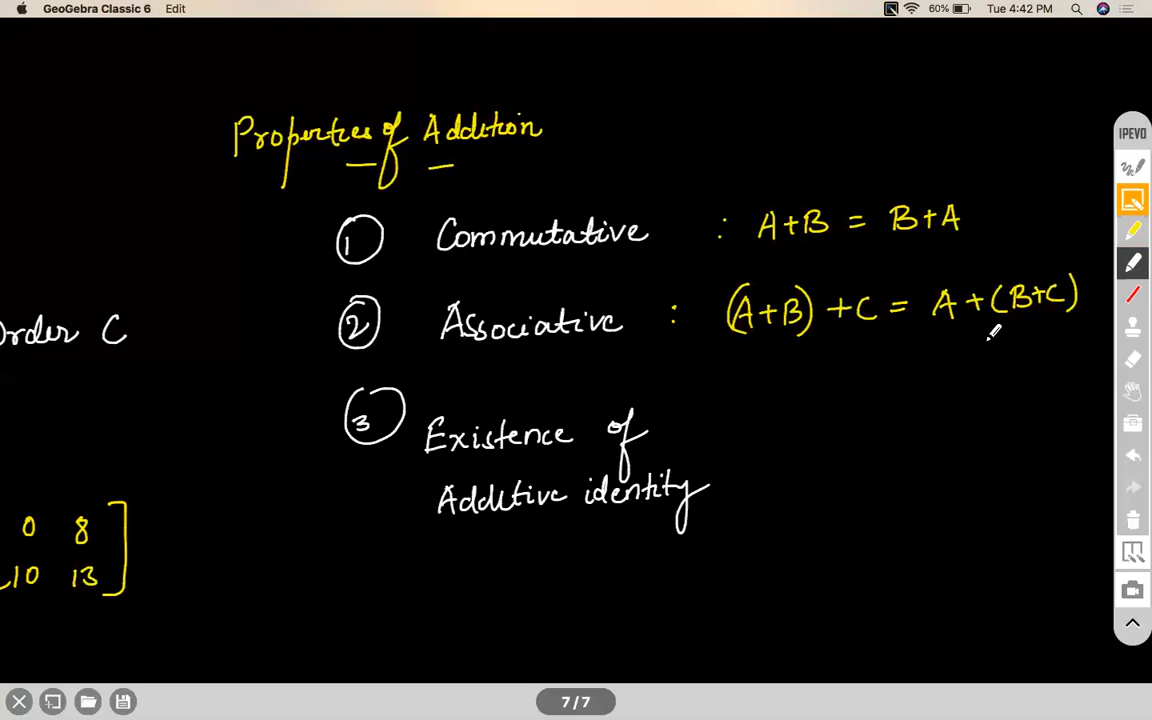 GeoGebra Classic 6 Edit 60% Tue 4:42 PM
Properties of Addition
IPEVO
1 Commutative : A+B = B+A
2 Associative : (A+B) + C = A + (B+C)
Order C
3 Existence of
Additive identity
0 8
10 13
7 / 7